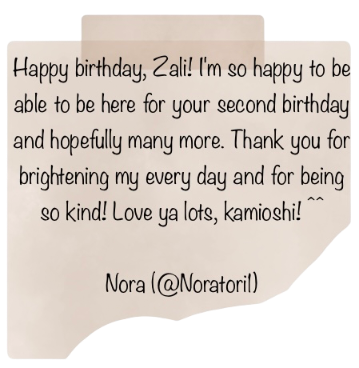 Happy birthday, Zali! I'm so happy to be
able to be here for your second birthday
and hopefully many more. Thank you for
brightening my every day and for being
so kind! Love ya lots, kamioshi! ^^
Nora (@Noratori1)